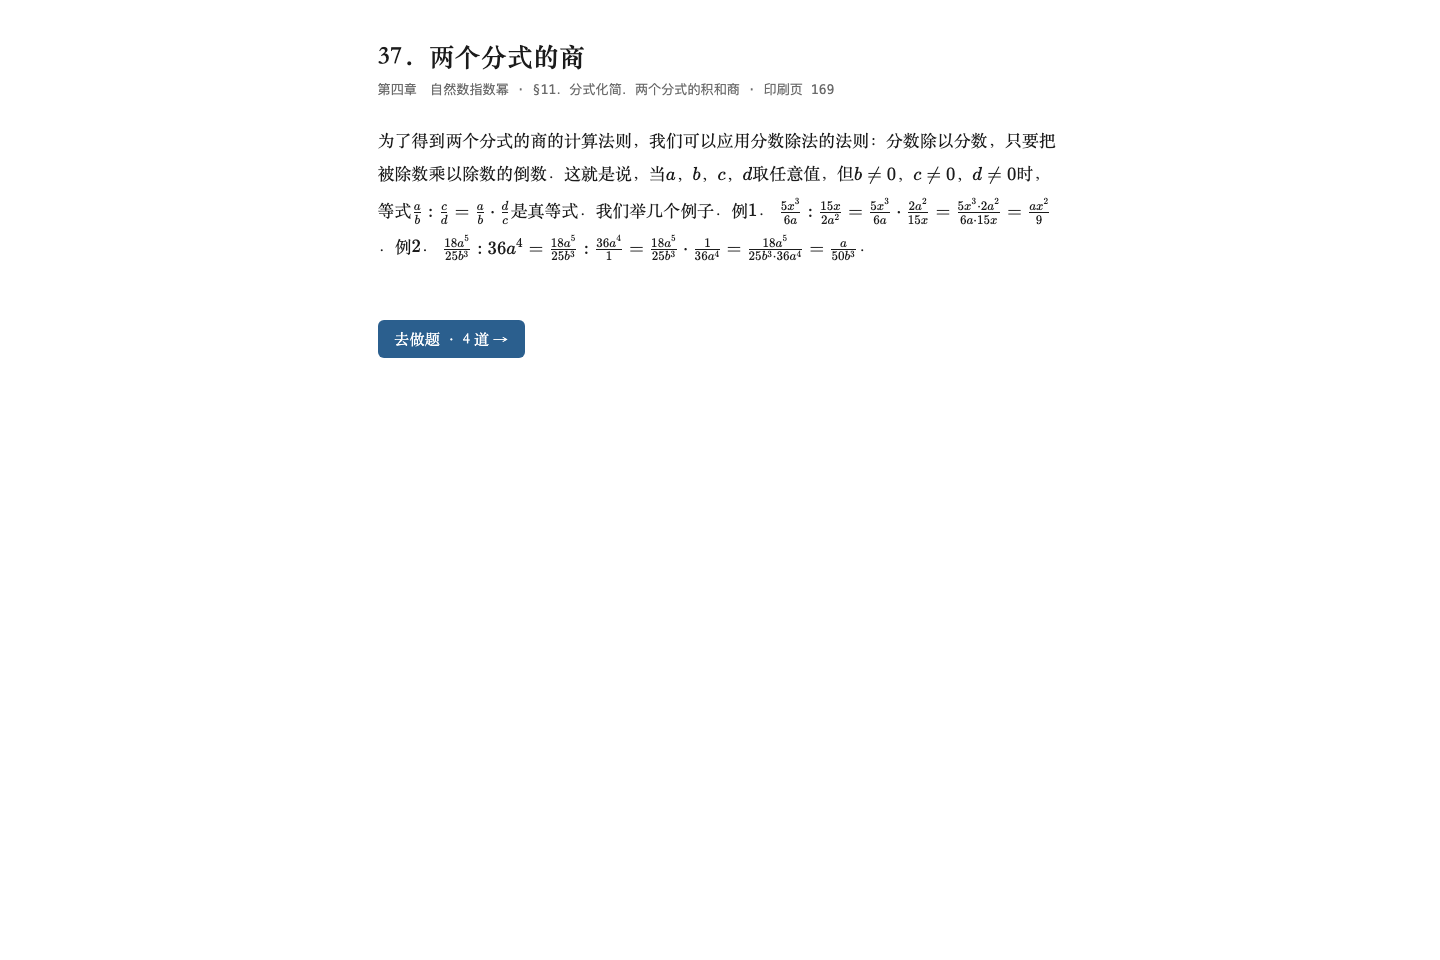 37．两个分式的商
第四章　自然数指数幂 · §11．分式化简．两个分式的积和商 · 印刷页 169
为了得到两个分式的商的计算法则，我们可以应用分数除法的法则：分数除以分数，只要把
被除数乘以除数的倒数．这就是说，当a，b，c，d取任意值，但b ≠ 0，c ≠ 0，d ≠ 0时，
等式a/b : c/d = a/b · d/c是真等式．我们举几个例子．例1． 5x³/6a : 15x/2a² = 5x³/6a · 2a²/15x = 5x³·2a²/6a·15x = ax²/9
．例2． 18a⁵/25b³ : 36a⁴ = 18a⁵/25b³ : 36a⁴/1 = 18a⁵/25b³ · 1/36a⁴ = 18a⁵/25b³·36a⁴ = a/50b³．
去做题 · 4 道 →